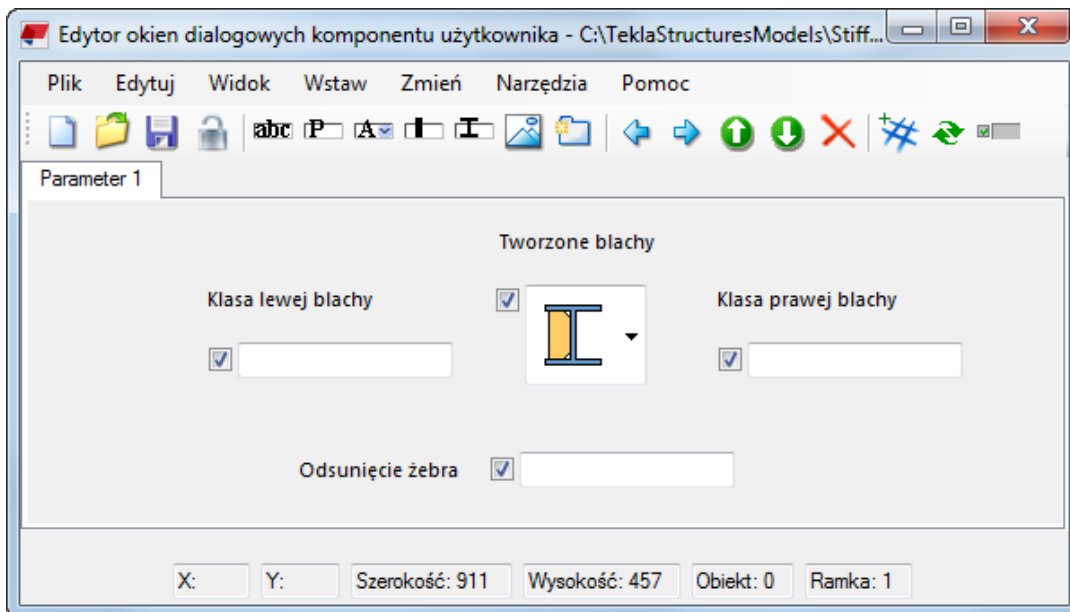 Edytor okien dialogowych komponentu użytkownika - C:\TeklaStructuresModels\Stiff...
Plik Edytuj Widok Wstaw Zmień Narzędzia Pomoc
abc P A
Parameter 1
Tworzone blachy
Klasa lewej blachy
Klasa prawej blachy
Odsunięcie żebra
X: Y: Szerokość: 911 Wysokość: 457 Obiekt: 0 Ramka: 1